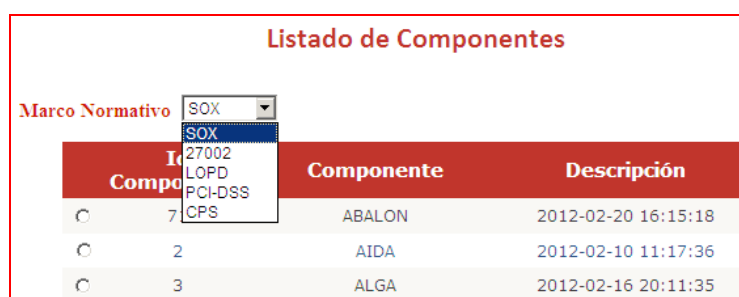 Listado de Componentes
Marco Normativo SOX
SOX
27002
LOPD
PCI-DSS
CPS
Componente Descripción
ABALON 2012-02-20 16:15:18
2 AIDA 2012-02-10 11:17:36
3 ALGA 2012-02-16 20:11:35